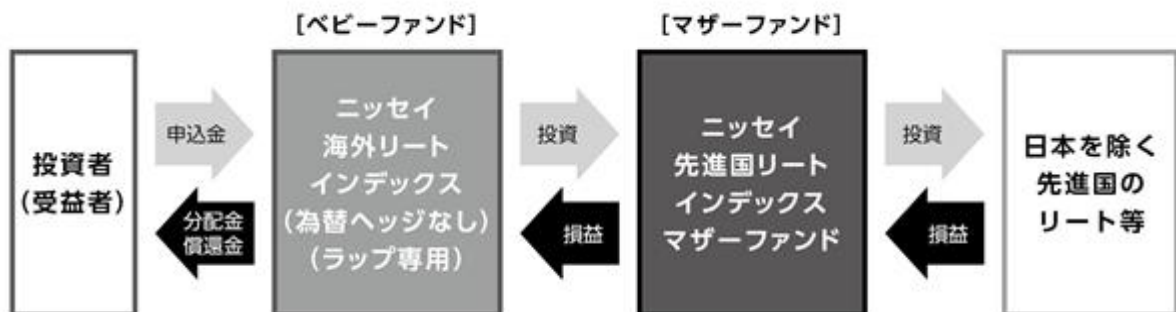 [ベビーファンド]
[マザーファンド]
投資者
(受益者)
申込金
分配金
償還金
ニッセイ
海外リート
インデックス
(為替ヘッジなし)
(ラップ専用)
投資
損益
ニッセイ
先進国リート
インデックス
マザーファンド
投資
損益
日本を除く
先進国の
リート等